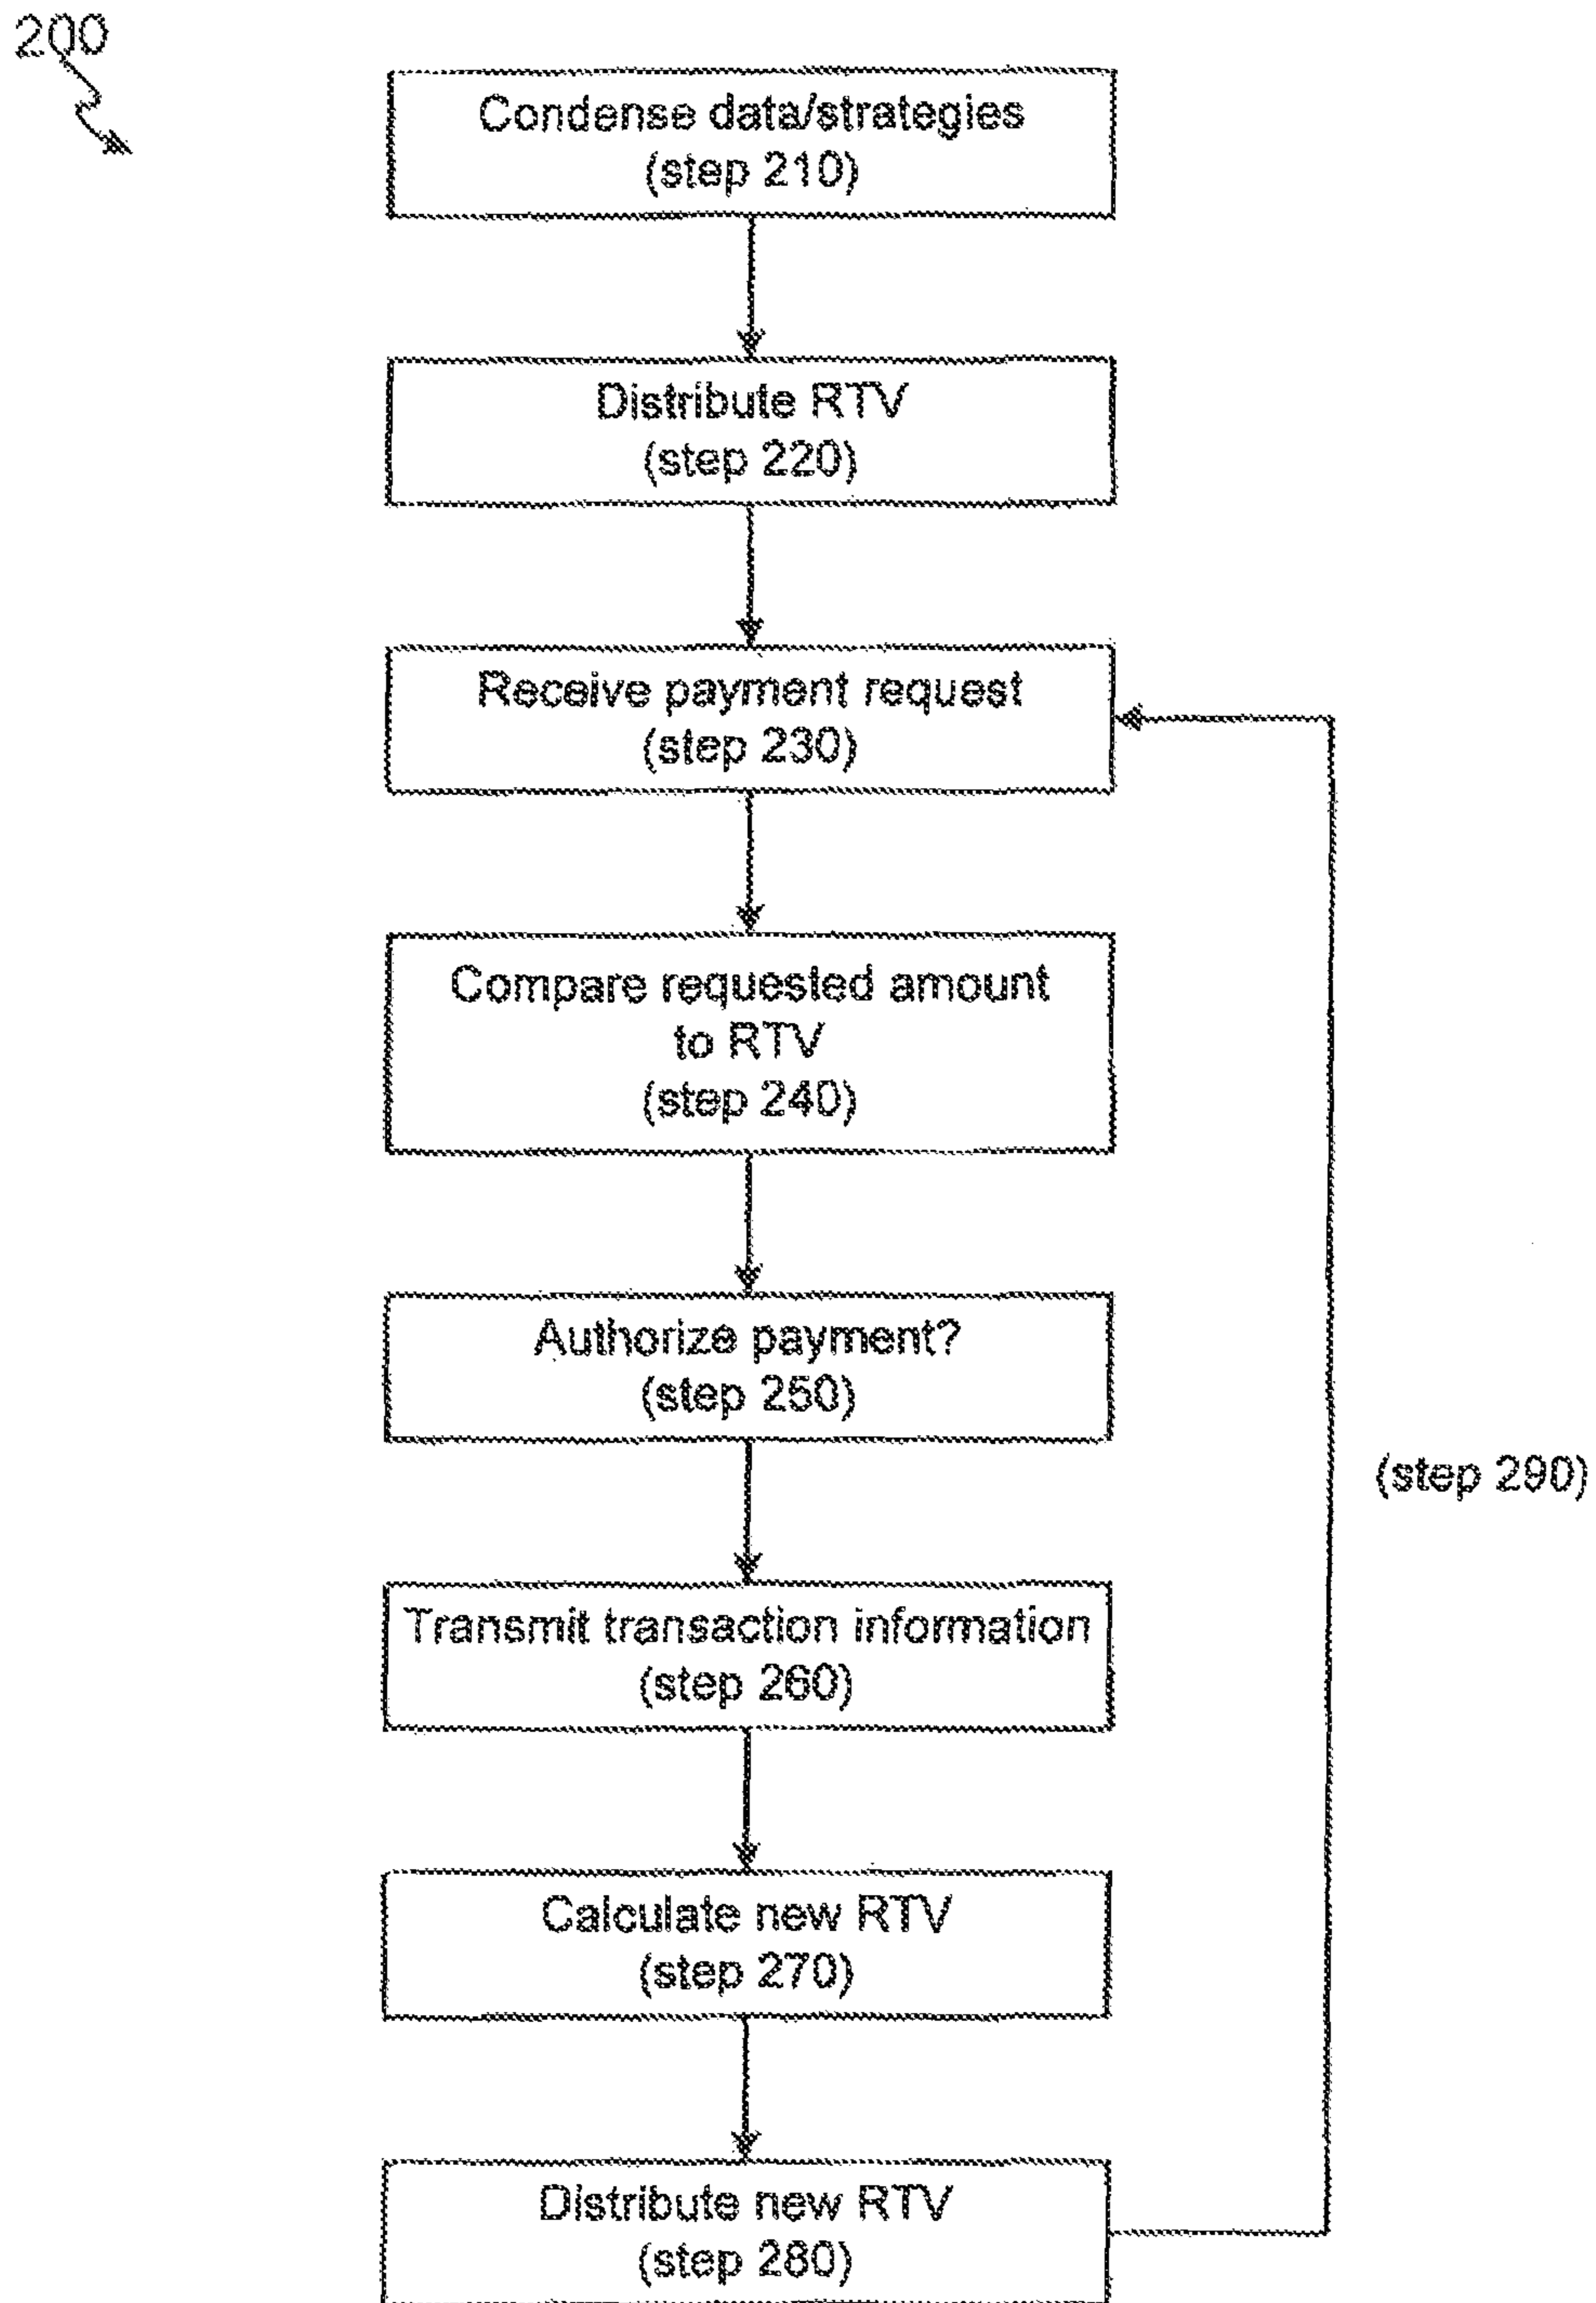 200
Condense data/strategies
(step 210)
Distribute RTV
(step 220)
Receive payment request
(step 230)
Compare requested amount
to RTV
(step 240)
Authorize payment?
(step 250)
(step 290)
Transmit transaction information
(step 260)
Calculate new RTV
(step 270)
Distribute new RTV
(step 280)